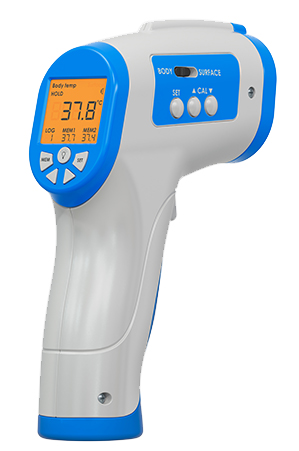 Body temp
HOLD
37.8 °C
LOG MEM1 MEM2
1 37.7 37.4
MEM SET
BODY SURFACE
SET ▲ CAL ▼